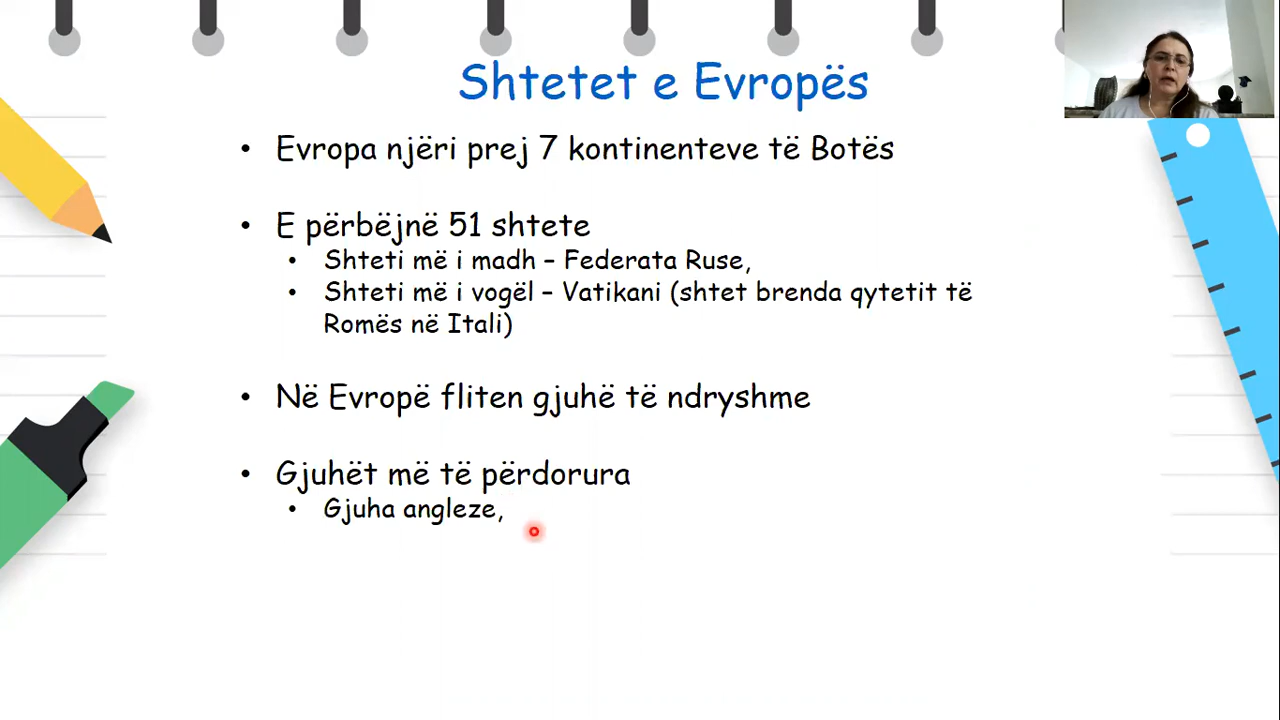 Shtetet e Evropës
• Evropa njëri prej 7 kontinenteve të Botës
• E përbëjnë 51 shtete
• Shteti më i madh – Federata Ruse,
• Shteti më i vogël – Vatikani (shtet brenda qytetit të
Romës në Itali)
• Në Evropë fliten gjuhë të ndryshme
• Gjuhët më të përdorura
• Gjuha angleze,